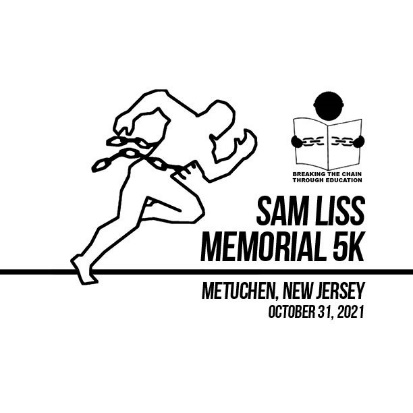 BREAKING THE CHAIN
THROUGH EDUCATION
SAM LISS
MEMORIAL 5K
METUCHEN, NEW JERSEY
OCTOBER 31, 2021